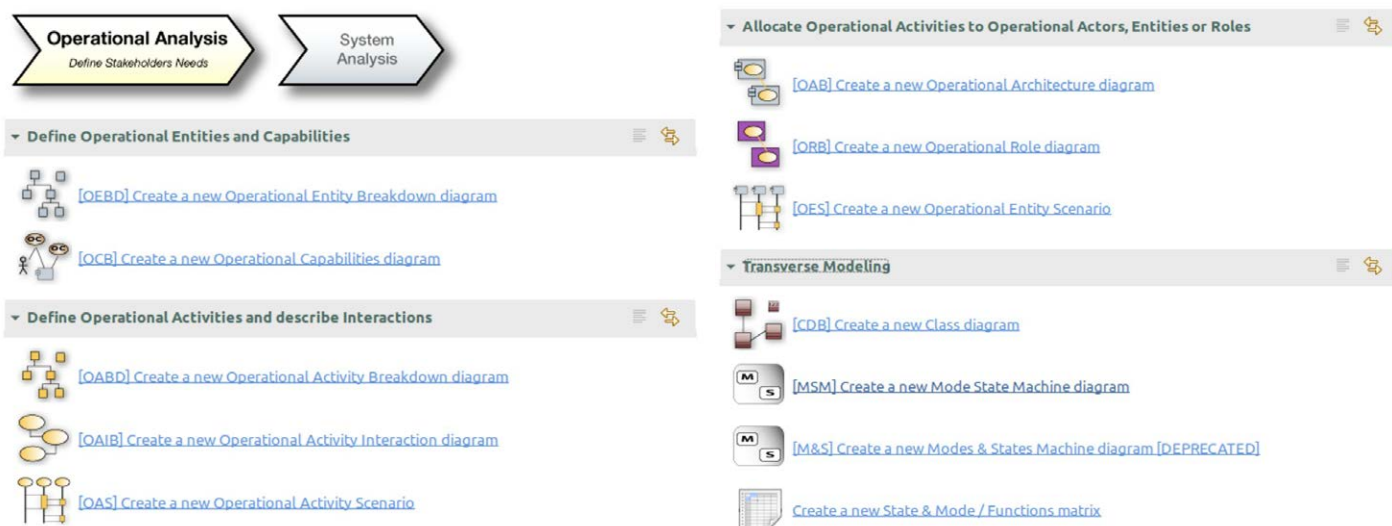 Operational Analysis
Define Stakeholders Needs
System
Analysis
Define Operational Entities and Capabilities
[OEBD] Create a new Operational Entity Breakdown diagram
OC
OC
[OCB] Create a new Operational Capabilities diagram
Define Operational Activities and describe Interactions
[OABD] Create a new Operational Activity Breakdown diagram
[OAIB] Create a new Operational Activity Interaction diagram
[OAS] Create a new Operational Activity Scenario
Allocate Operational Activities to Operational Actors, Entities or Roles
[OAB] Create a new Operational Architecture diagram
[ORB] Create a new Operational Role diagram
[OES] Create a new Operational Entity Scenario
Transverse Modeling
[CDB] Create a new Class diagram
M
S
[MSM] Create a new Mode State Machine diagram
M
S
[M&S] Create a new Modes & States Machine diagram [DEPRECATED]
Create a new State & Mode / Functions matrix